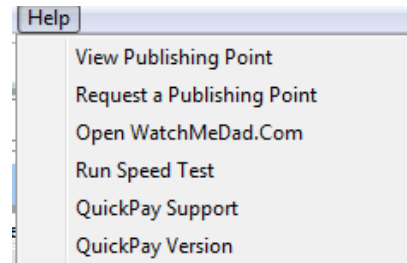 Help
View Publishing Point
Request a Publishing Point
Open WatchMeDad.Com
Run Speed Test
QuickPay Support
QuickPay Version